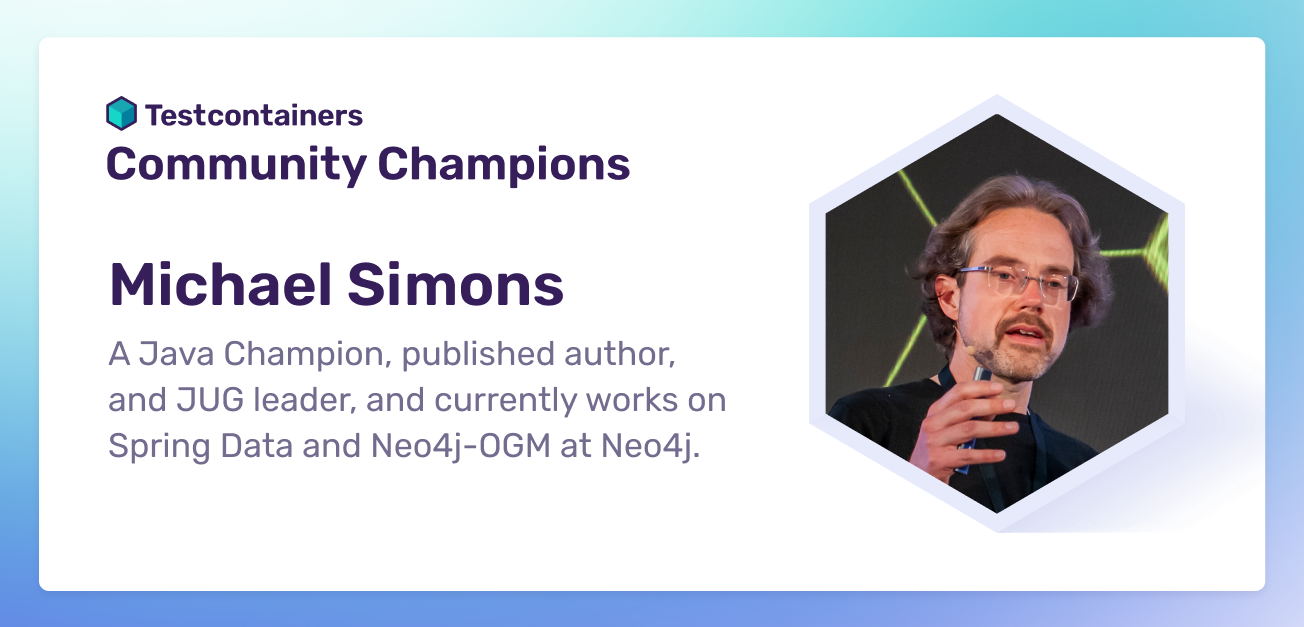 Testcontainers
Community Champions
Michael Simons
A Java Champion, published author,
and JUG leader, and currently works on
Spring Data and Neo4j-OGM at Neo4j.